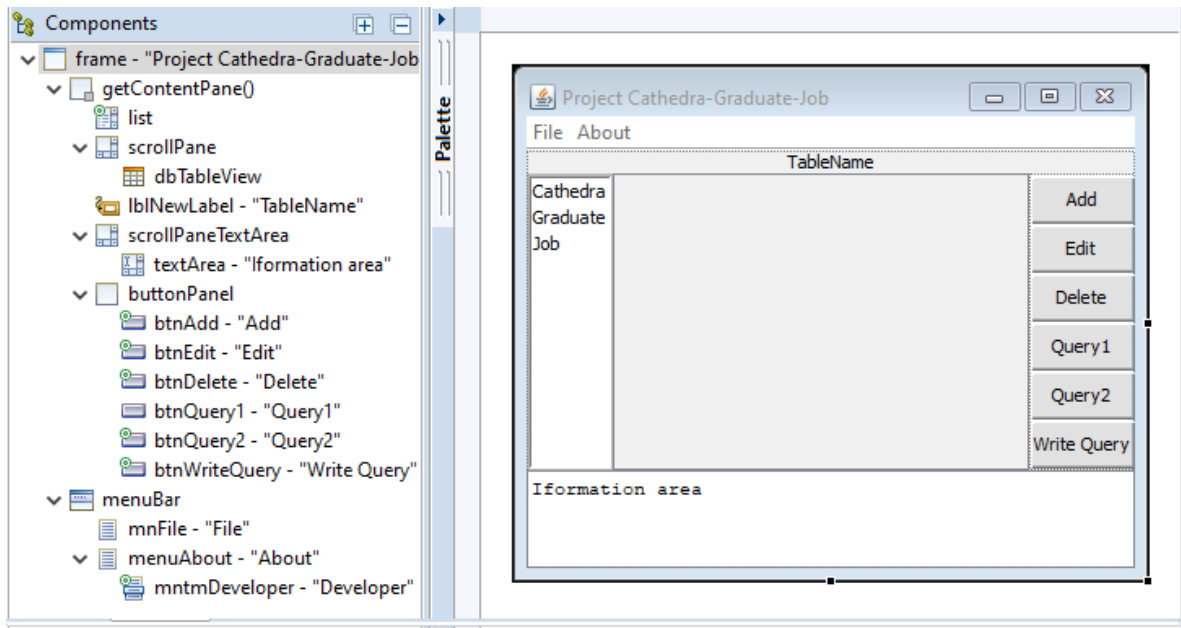 Components
frame - "Project Cathedra-Graduate-Job
getContentPane()
list
scrollPane
dbTableView
lblNewLabel - "TableName"
scrollPaneTextArea
textArea - "Iformation area"
buttonPanel
btnAdd - "Add"
btnEdit - "Edit"
btnDelete - "Delete"
btnQuery1 - "Query1"
btnQuery2 - "Query2"
btnWriteQuery - "Write Query"
menuBar
mnFile - "File"
menuAbout - "About"
mntmDeveloper - "Developer"
Palette
Project Cathedra-Graduate-Job
File About
TableName
Cathedra
Graduate
Job
Add
Edit
Delete
Query1
Query2
Write Query
Iformation area